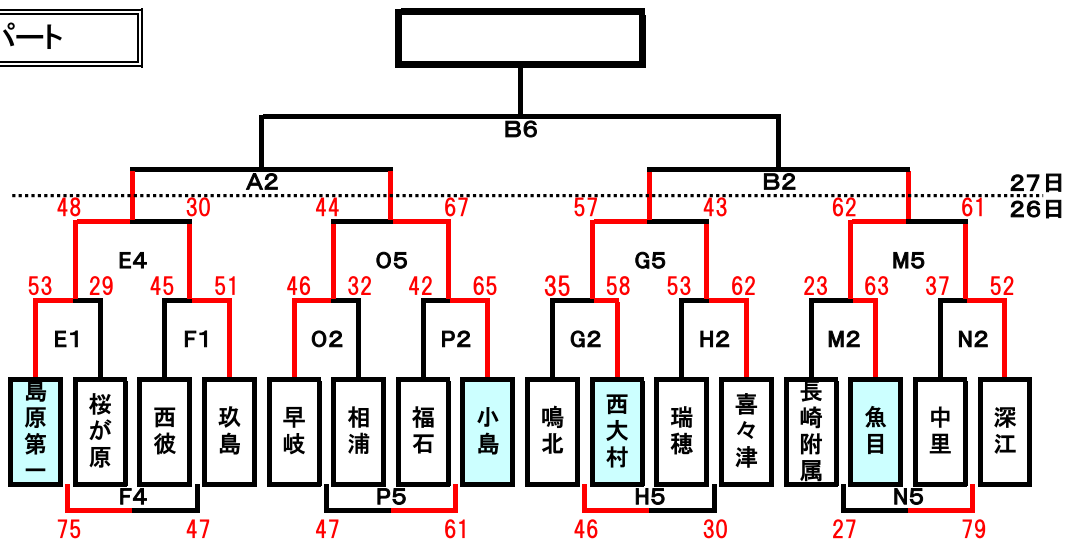 パート
B6
A2 B2
27日
48 30 44 67 57 43 62 61 26日
E4 O5 G5 M5
53 29 45 51 46 32 42 65 35 58 53 62 23 63 37 52
E1 F1 O2 P2 G2 H2 M2 N2
島原第一 桜が原 西彼 玖島 早岐 相浦 福石 小島 鳴北 西大村 瑞穂 喜々津 長崎附属 魚目 中里 深江
F4 P5 H5 N5
75 47 47 61 46 30 27 79